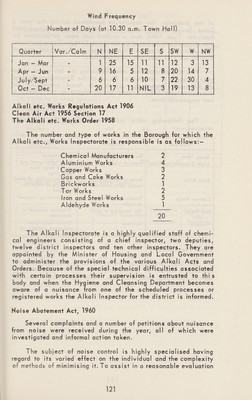 Wind Frequency
Number of Days (at 10.30 a.m. Town Hall)
Quarter Var./Calm N NE E SE S SW W NW
Jan - Mar - 1 25 15 11 11 12 3 13
Apr - Jun - 9 16 5 12 8 20 14 7
July/Sept - 6 6 6 10 7 22 30 4
Oct - Dec - 20 17 11 NIL 3 19 13 8
Alkali etc. Works Regulations Act 1906
Clean Air Act 1956 Section 17
The Alkali etc. Works Order 1958
The number and type of works in the Borough for which the
Alkali etc., Works Inspectorate is responsible is as follows:-
Chemical Manufacturers 2
Aluminium Works 4
Copper Works 3
Gas and Coke Works 2
Brickworks 1
Tar Works 2
Iron and Steel Works 5
Aldehyde Works 1
20
The Alkali Inspectorate is a highly qualified staff of chemi-
cal engineers consisting of a chief inspector, two deputies,
twelve district inspectors and ten other inspectors. They are
appointed by the Minister of Housing and Local Government
to administer the provisions of the various Alkali Acts and
Orders. Because of the special technical difficulties associated
with certain processes their supervision is entrusted to this
body and when the Hygiene and Cleansing Department becomes
aware of a nuisance from one of the scheduled processes or
registered works the Alkali Inspector for the district is informed.
Noise Abatement Act, 1960
Several complaints and a number of petitions about nuisance
from noise were received during the year, all of which were
investigated and informal action taken.
The subject of noise control is highly specialised having
regard to its varied effect on the individual and the complexity
of methods of minimising it. To assist in a reasonable evaluation
121